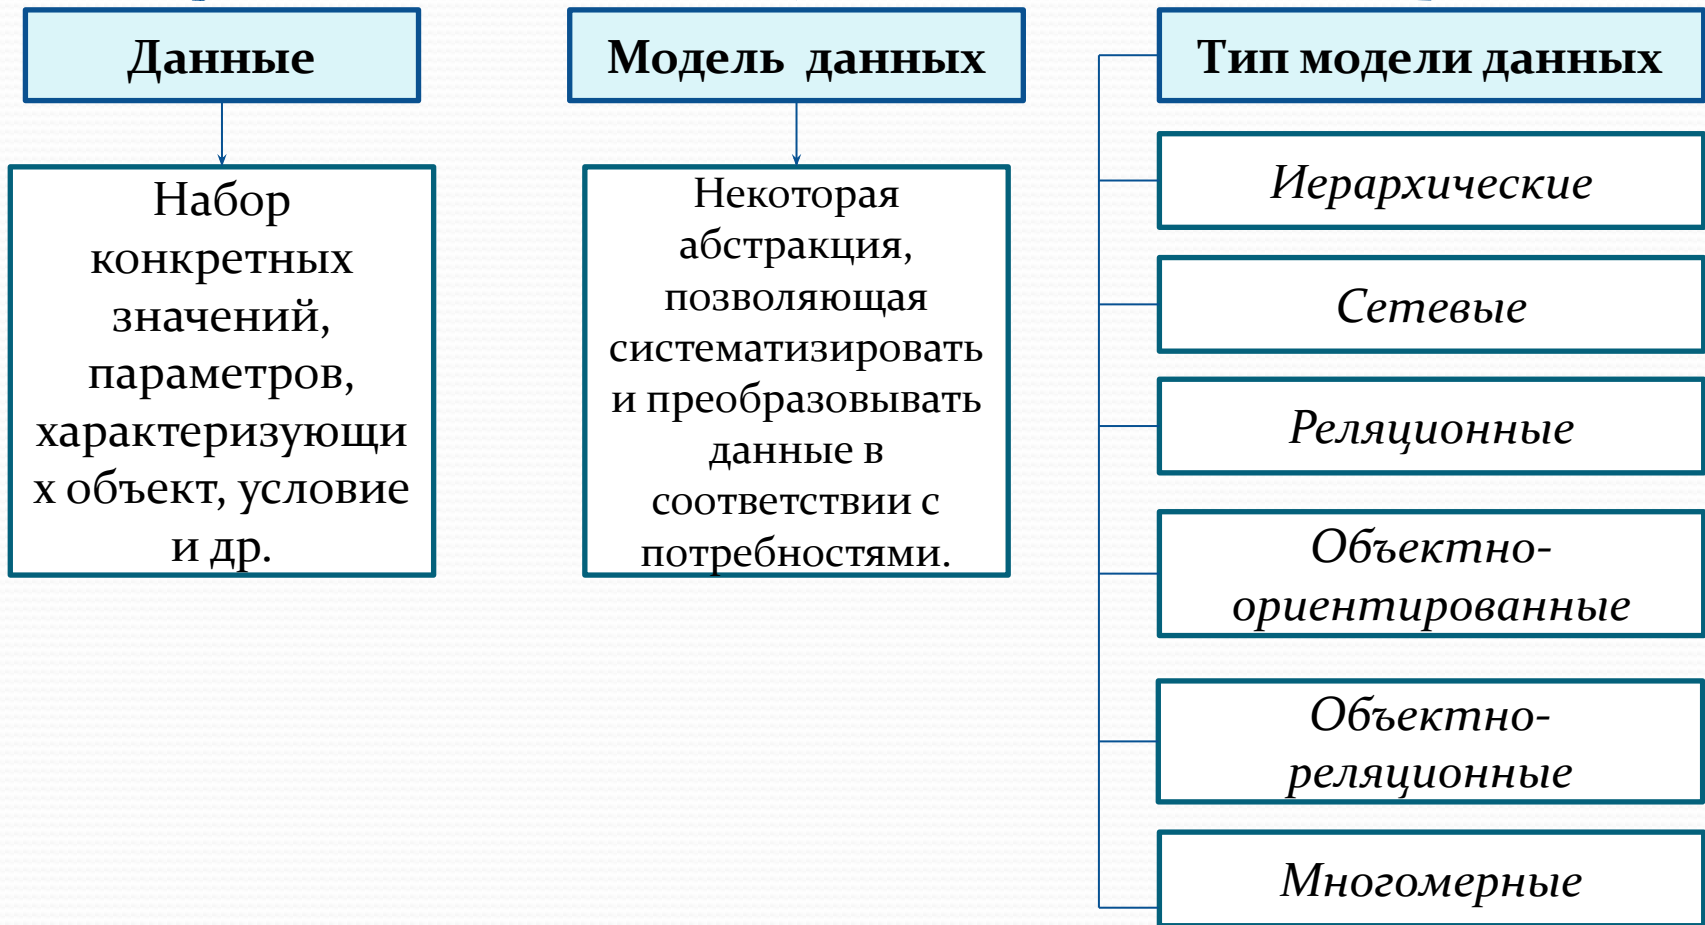 Данные
Набор
конкретных
значений,
параметров,
характеризующи
х объект, условие
и др.
Модель данных
Некоторая
абстракция,
позволяющая
систематизировать
и преобразовывать
данные в
соответствии с
потребностями.
Тип модели данных
Иерархические
Сетевые
Реляционные
Объектно-
ориентированные
Объектно-
реляционные
Многомерные